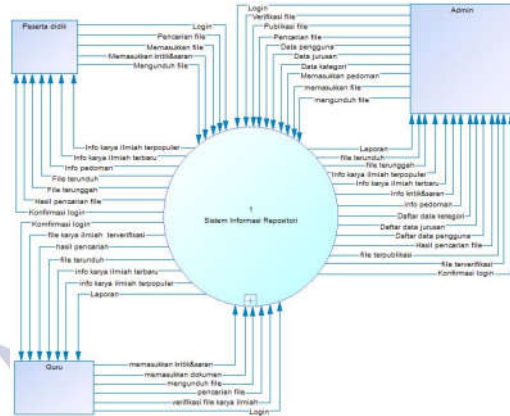 Peserta didik
Login
Pencarian file
Memasukkan file
Memasukkan kritik&saran
Mengunduh file
Login
Verifikasi file
Publikasi file
Pencarian file
Data pengguna
Data jurusan
Data kategori
Memasukkan pedoman
memasukkan file
mengunduh file
Admin
Info karya ilmiah terpopuler
Info karya ilmiah terbaru
Info pedoman
File terunduh
File terunggah
Hasil pencarian file
Konfirmasi login
1
Sistem Informasi Repositori
Laporan
file terunduh
file terunggah
Info karya ilmiah terpopuler
Info karya ilmiah terbaru
Info kritik&saran
info pedoman
Daftar data kategori
Daftar data jurusan
Daftar data pengguna
Hasil pencarian file
file terpublikasi
file terverifikasi
Konfirmasi login
Konfirmasi login
file karya ilmiah terverifikasi
hasil pencarian
file terunduh
info karya ilmiah terbaru
info karya ilmiah terpopuler
Laporan
Guru
memasukkan kritik&saran
memasukkan dokumen
mengunduh file
pencarian file
verifikasi file karya ilmiah
Login